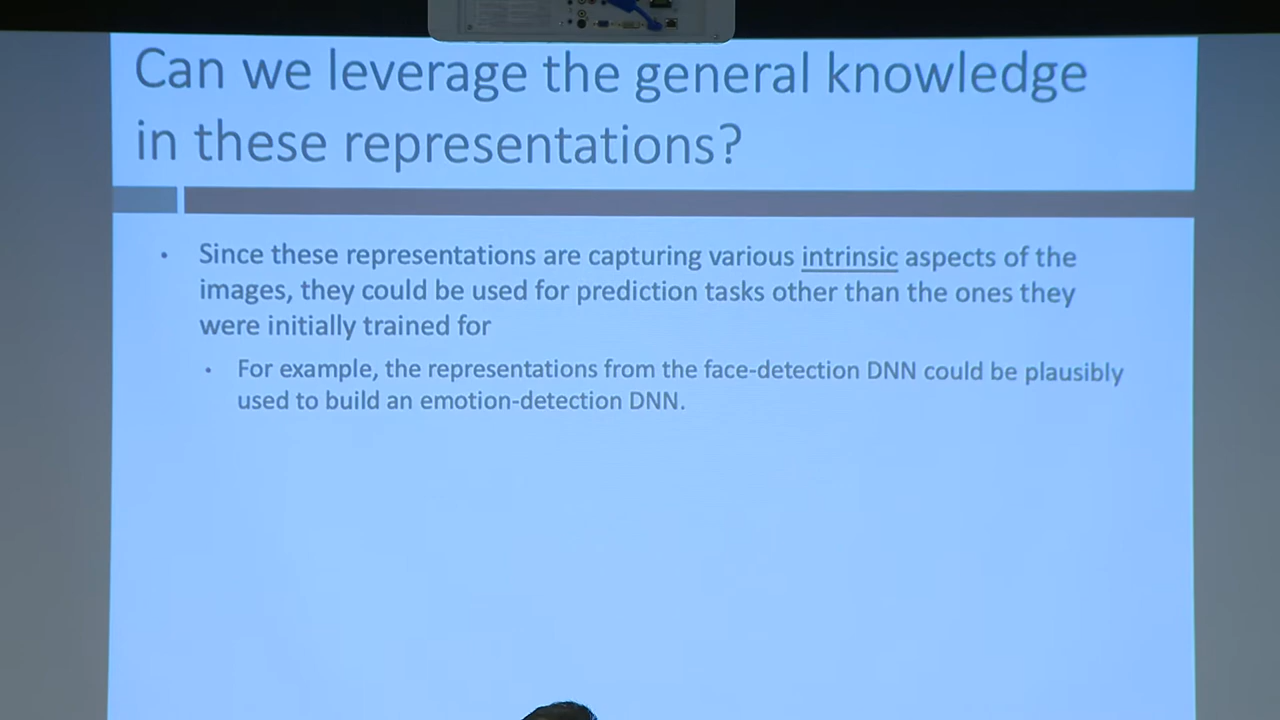 Can we leverage the general knowledge
in these representations?
• Since these representations are capturing various intrinsic aspects of the
images, they could be used for prediction tasks other than the ones they
were initially trained for
• For example, the representations from the face-detection DNN could be plausibly
used to build an emotion-detection DNN.